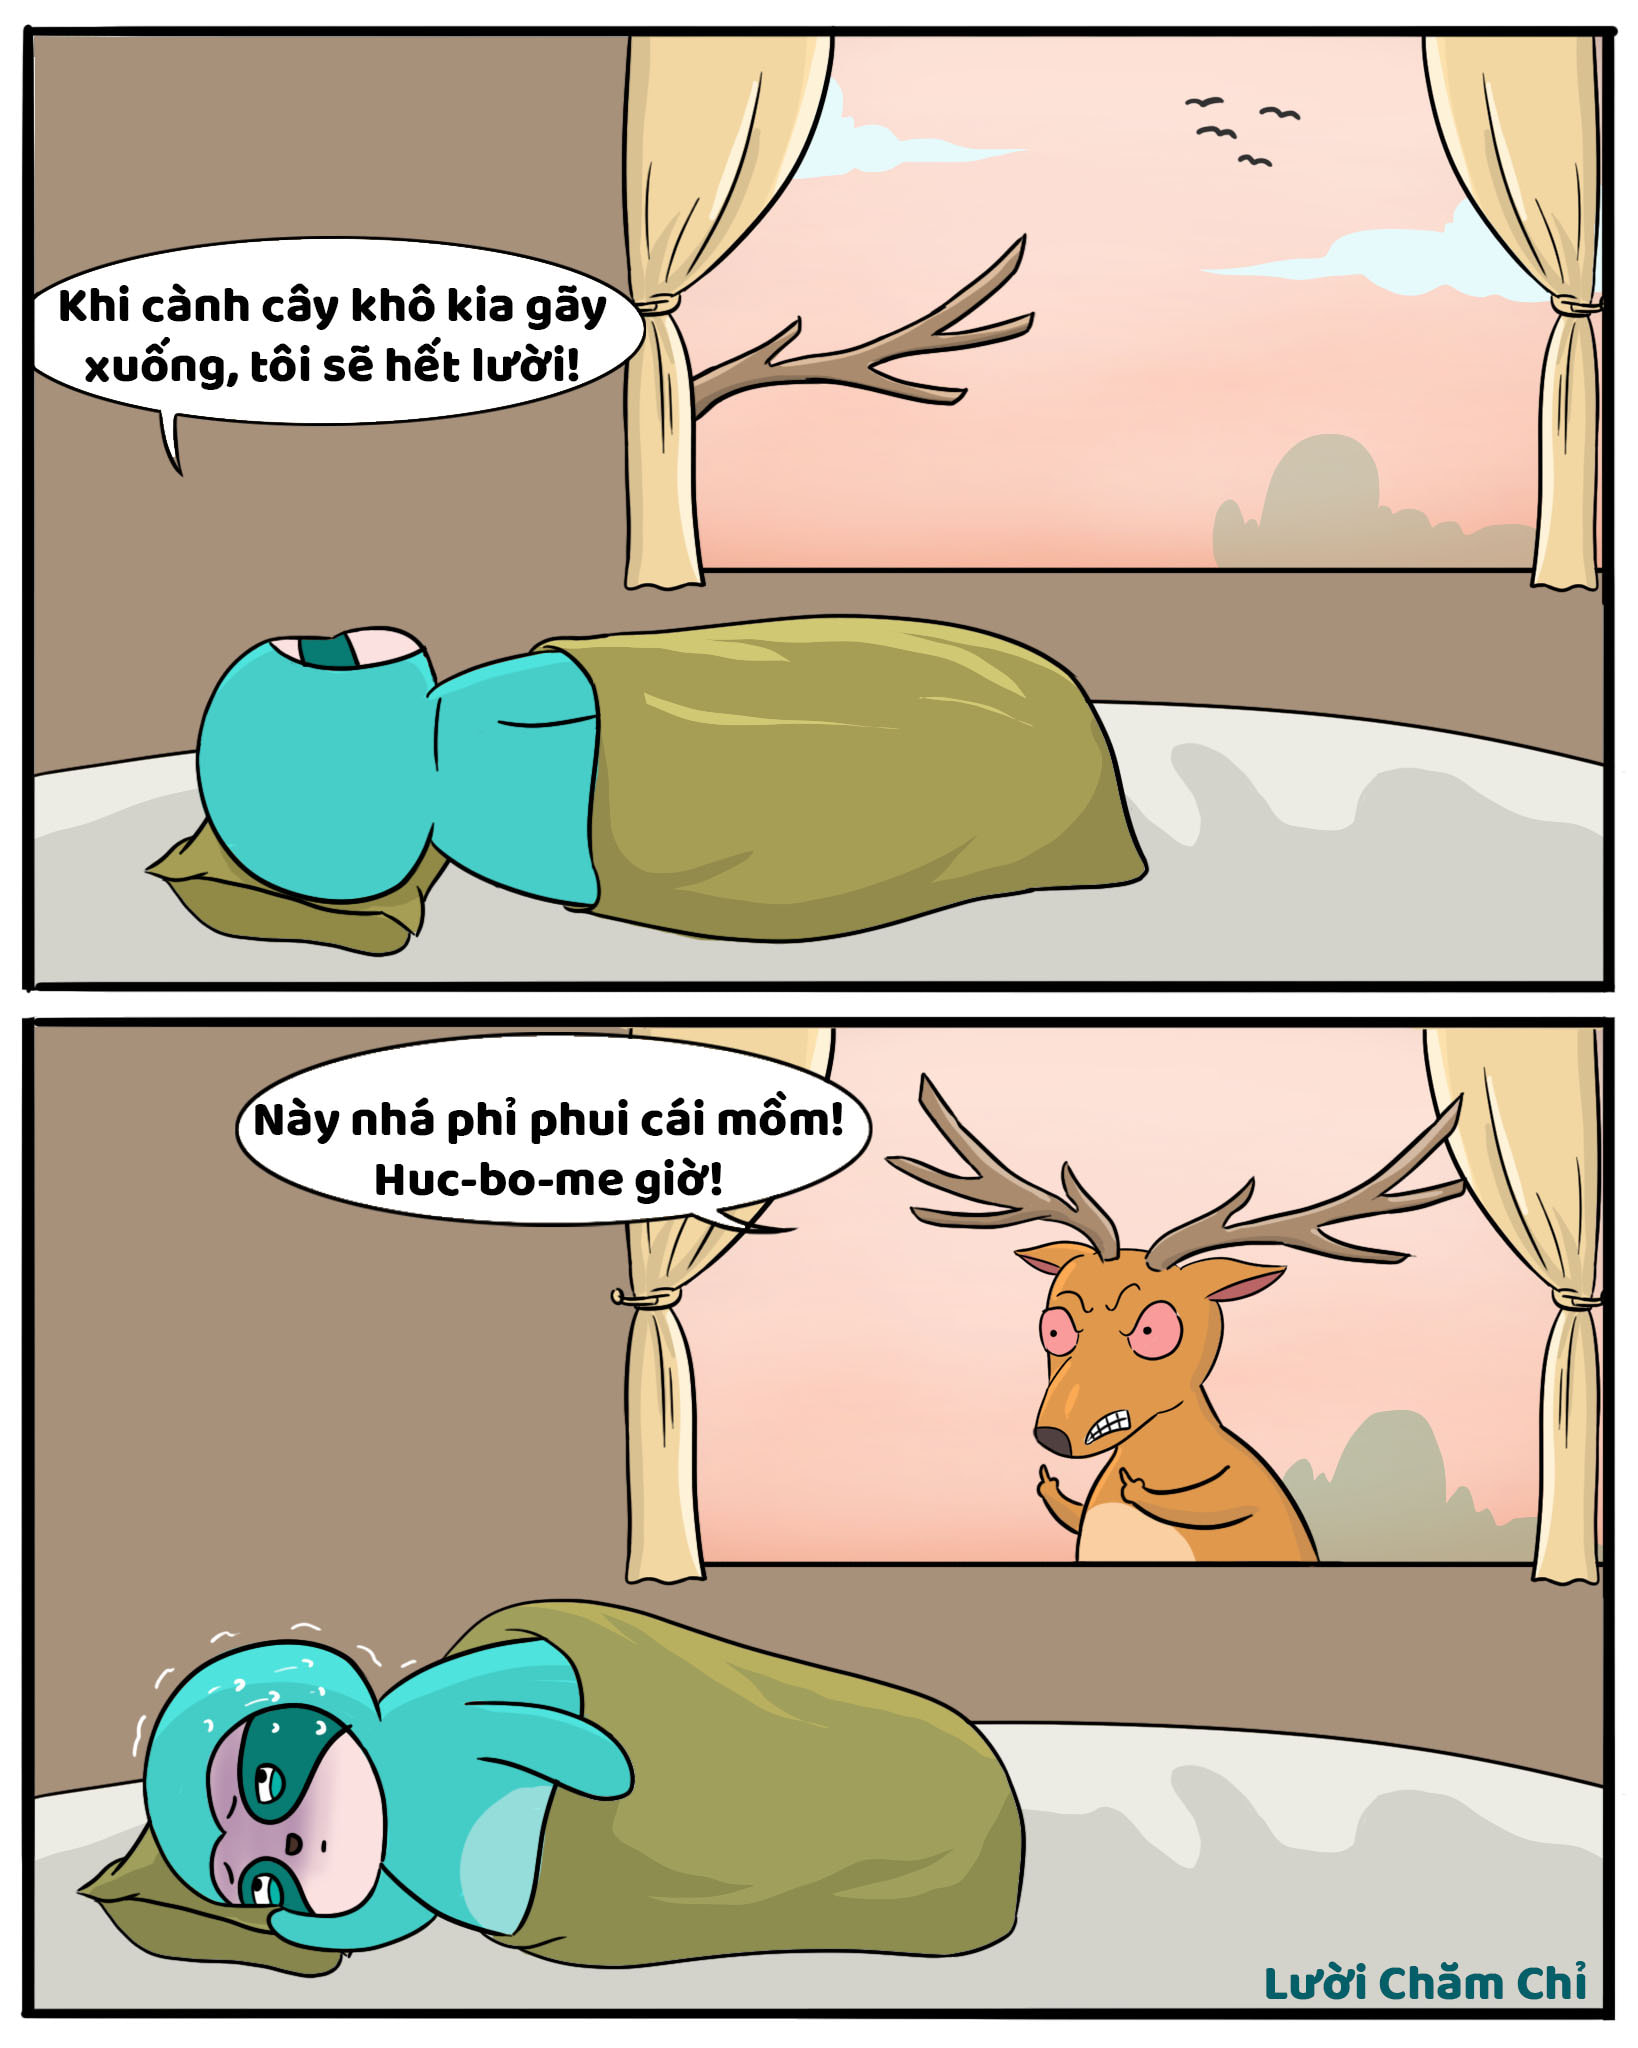 Khi cành cây khô kia gãy
xuống, tôi sẽ hết lười!
Này nhá phỉ phui cái mồm!
Huc-bo-me giờ!
Lười Chăm Chỉ